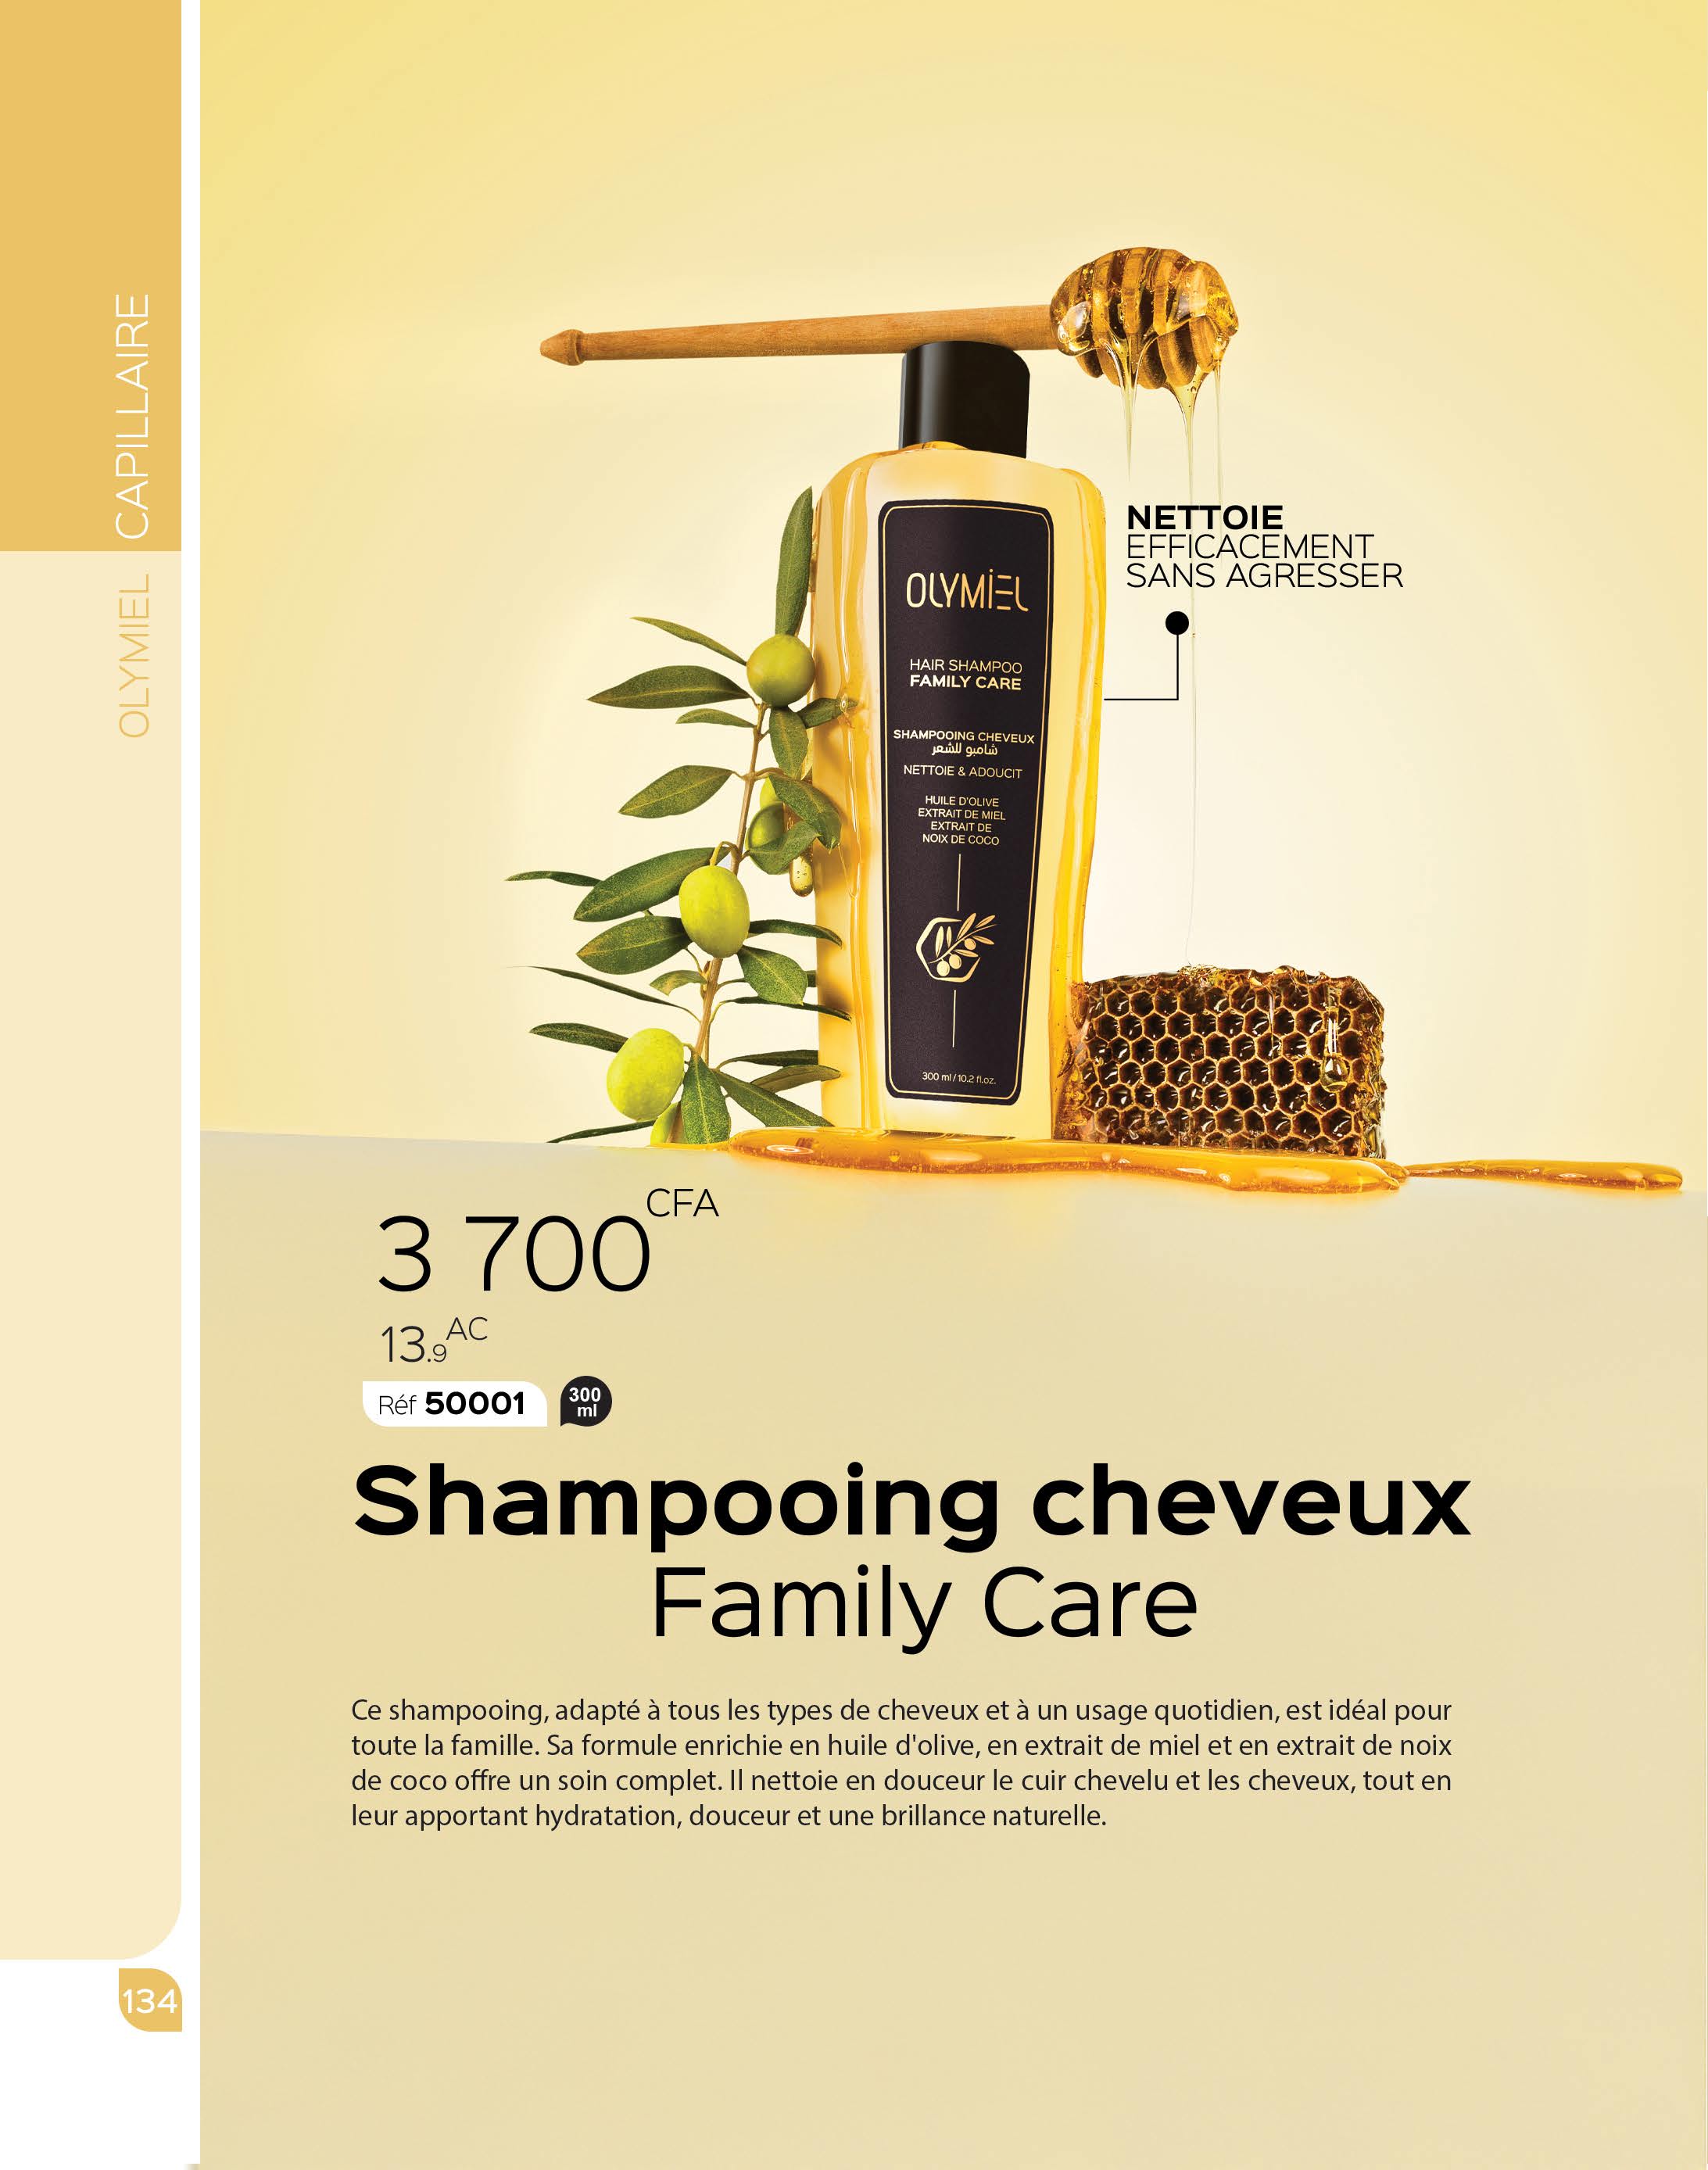 CAPILLAIRE
OLYMIEL
NETTOIE
EFFICACEMENT
SANS AGRESSER
OLYMIEL
HAIR SHAMPOO
FAMILY CARE
SHAMPOOING CHEVEUX
شامبو للشعر
NETTOIE & ADOUCIT
HUILE D'OLIVE
EXTRAIT DE MIEL
EXTRAIT DE
NOIX DE COCO
300 ml / 10.2 fl.oz.
3 700 CFA
13.9 AC
Réf 50001
300
ml
Shampooing cheveux
Family Care
Ce shampooing, adapté à tous les types de cheveux et à un usage quotidien, est idéal pour
toute la famille. Sa formule enrichie en huile d'olive, en extrait de miel et en extrait de noix
de coco offre un soin complet. Il nettoie en douceur le cuir chevelu et les cheveux, tout en
leur apportant hydratation, douceur et une brillance naturelle.
134